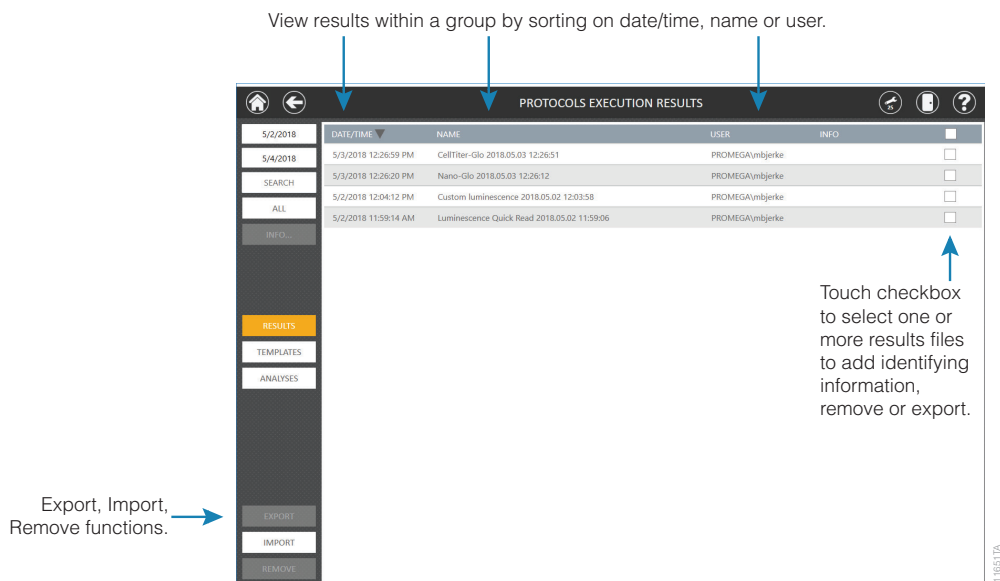 View results within a group by sorting on date/time, name or user.
PROTOCOLS EXECUTION RESULTS
25
?
5/2/2018
5/4/2018
SEARCH
ALL
INFO...
RESULTS
TEMPLATES
ANALYSES
EXPORT
IMPORT
REMOVE
DATE/TIME NAME USER INFO
5/3/2018 12:26:59 PM CellTiter-Glo 2018.05.03 12:26:51 PROMEGA\mbjerke
5/3/2018 12:26:20 PM Nano-Glo 2018.05.03 12:26:12 PROMEGA\mbjerke
5/2/2018 12:04:12 PM Custom luminescence 2018.05.02 12:03:58 PROMEGA\mbjerke
5/2/2018 11:59:14 AM Luminescence Quick Read 2018.05.02 11:59:06 PROMEGA\mbjerke
Touch checkbox
to select one or
more results files
to add identifying
information,
remove or export.
Export, Import,
Remove functions.
11651TA